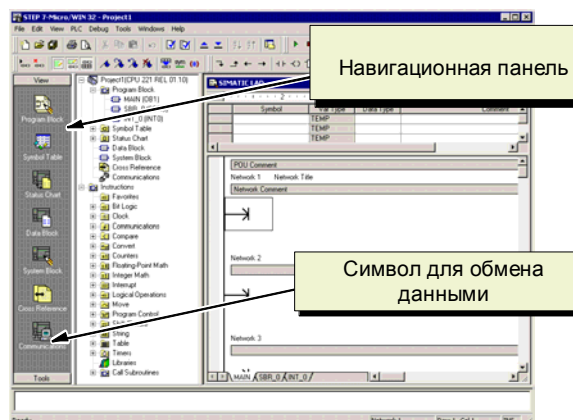 STEP 7-Micro/WIN 32 - Project1
File Edit View PLC Debug Tools Windows Help
View
Program Block
Symbol Table
Status Chart
Data Block
System Block
Cross Reference
Communications
Tools
Project1(CPU 221 REL 01.10)
Program Block
MAIN (OB1)
SBR_0
INT_0 (INT0)
Symbol Table
Status Chart
Data Block
System Block
Cross Reference
Communications
Instructions
Favorites
Bit Logic
Clock
Communications
Compare
Convert
Counters
Floating-Point Math
Integer Math
Interrupt
Logical Operations
Move
Program Control
String
Table
Timers
Libraries
Call Subroutines
SIMATIC LAD
Symbol Var Type Data Type Comment
TEMP
TEMP
TEMP
POU Comment
Network 1 Network Title
Network Comment
Network 2
Network 3
MAIN SBR_0 INT_0
Навигационная панель
Символ для обмена
данными
Ready
Network 1